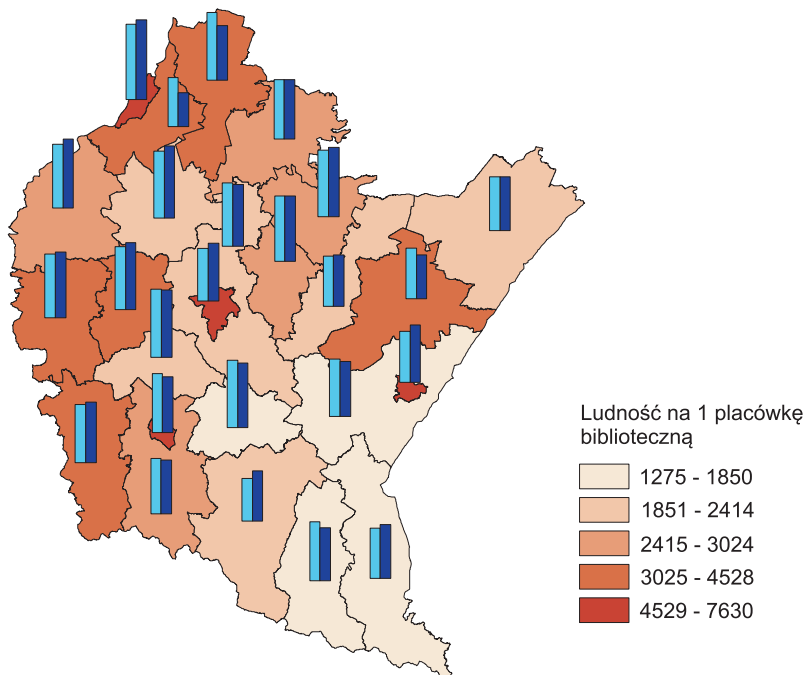 Ludność na 1 placówkę
biblioteczną
1275 - 1850
1851 - 2414
2415 - 3024
3025 - 4528
4529 - 7630